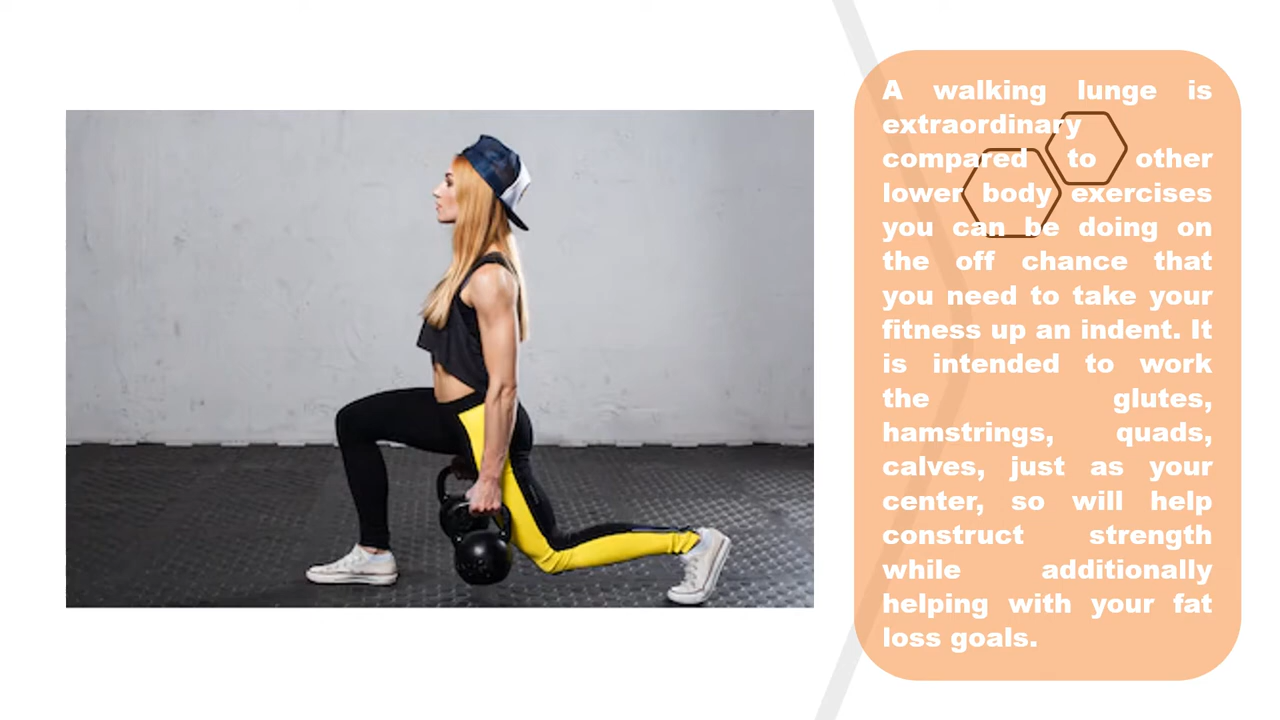 A walking lunge is
extraordinary
compared to other
lower body exercises
you can be doing on
the off chance that
you need to take your
fitness up an indent. It
is intended to work
the glutes,
hamstrings, quads,
calves, just as your
center, so will help
construct strength
while additionally
helping with your fat
loss goals.